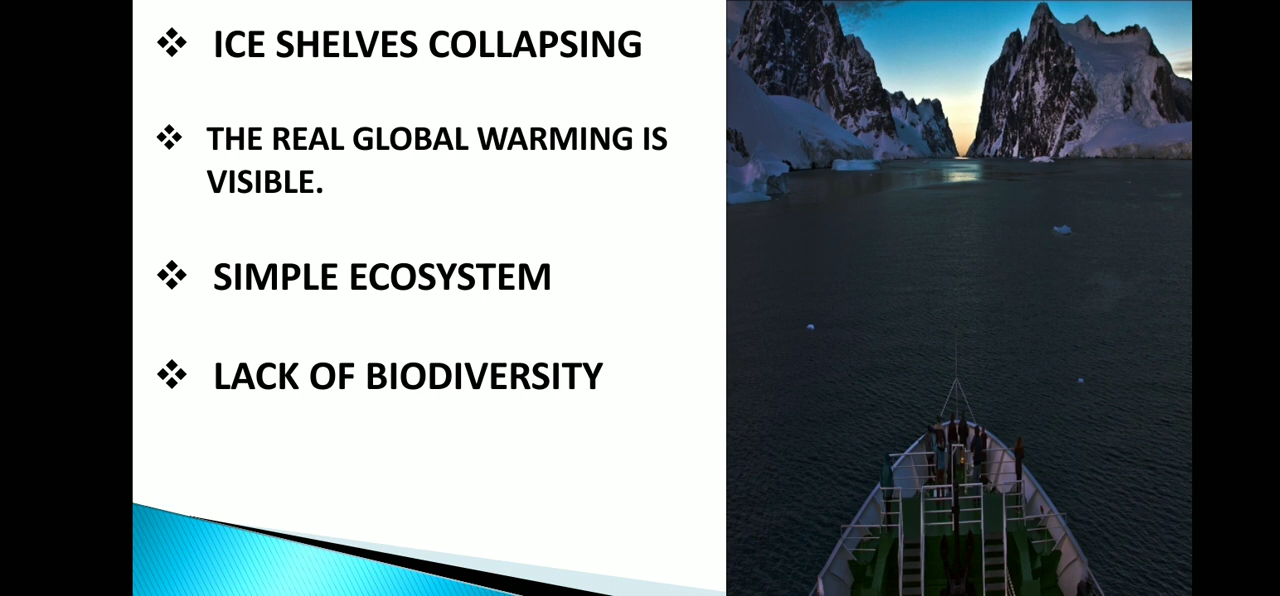 ICE SHELVES COLLAPSING
THE REAL GLOBAL WARMING IS
VISIBLE.
SIMPLE ECOSYSTEM
LACK OF BIODIVERSITY